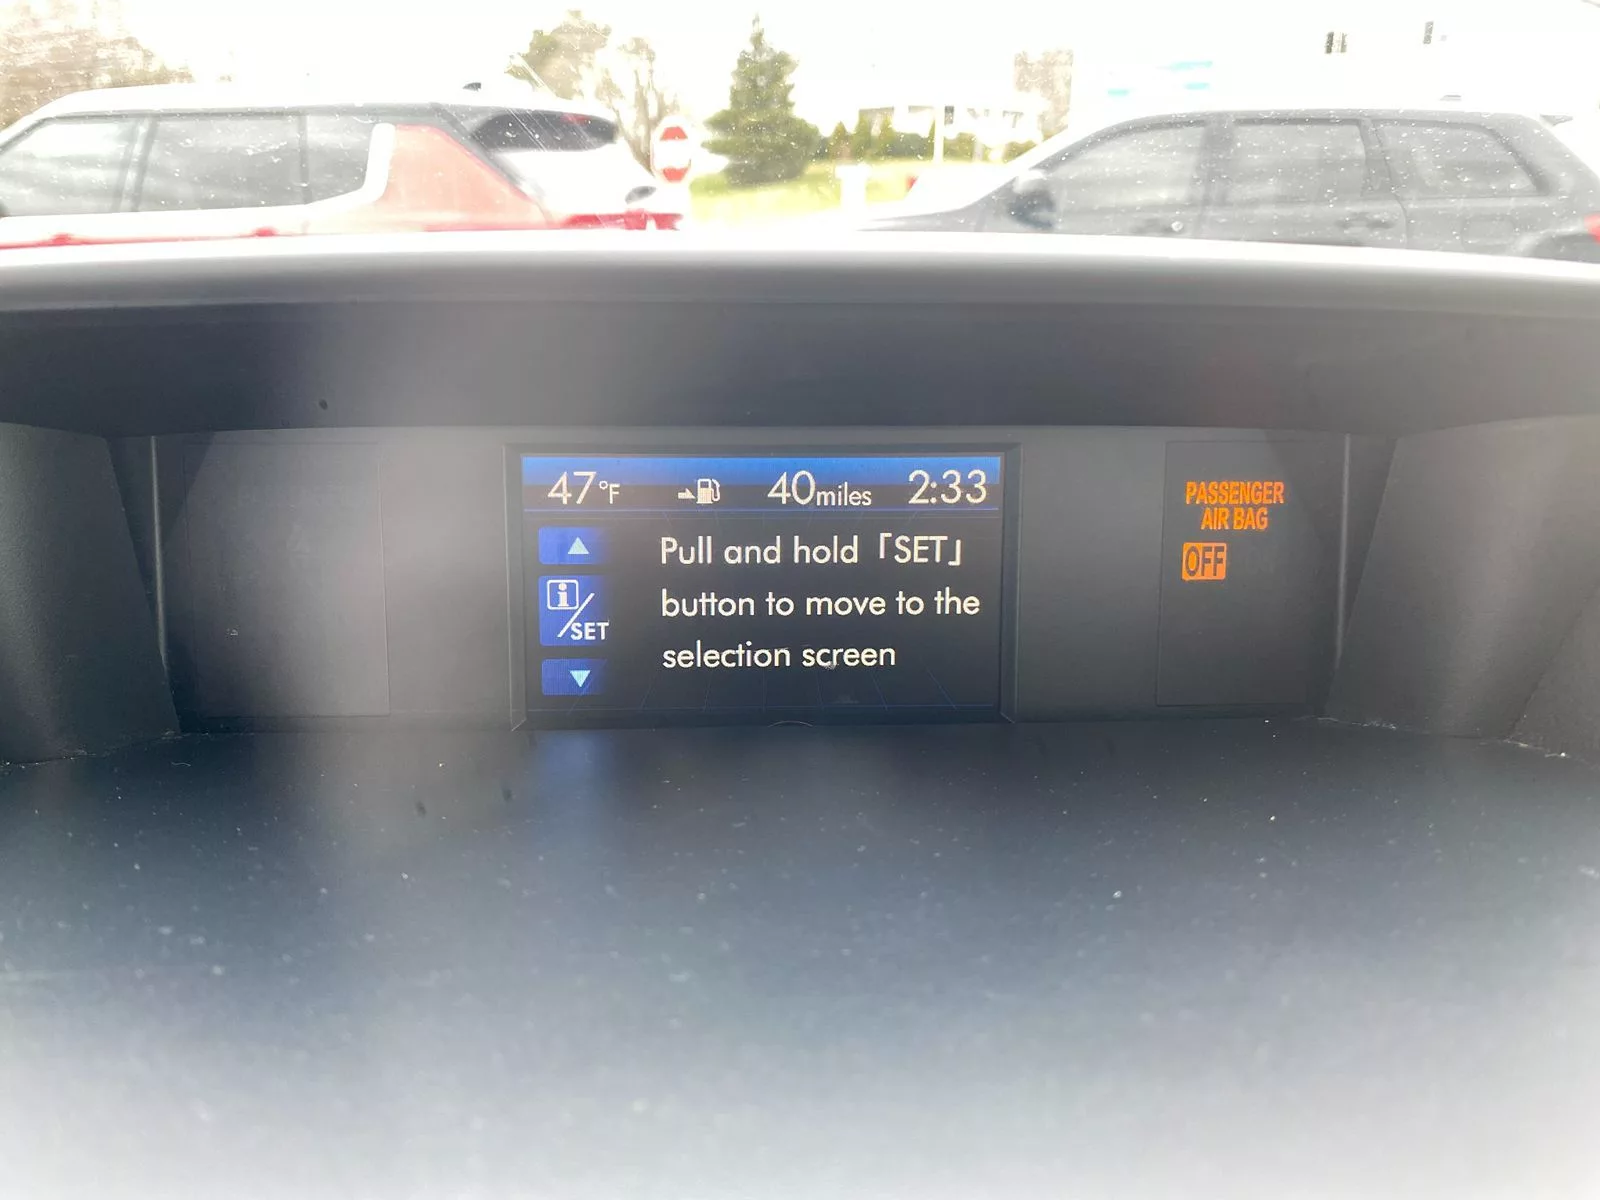 47°F 40miles 2:33
Pull and hold「SET」
button to move to the
selection screen
i/SET
PASSENGER
AIR BAG
OFF